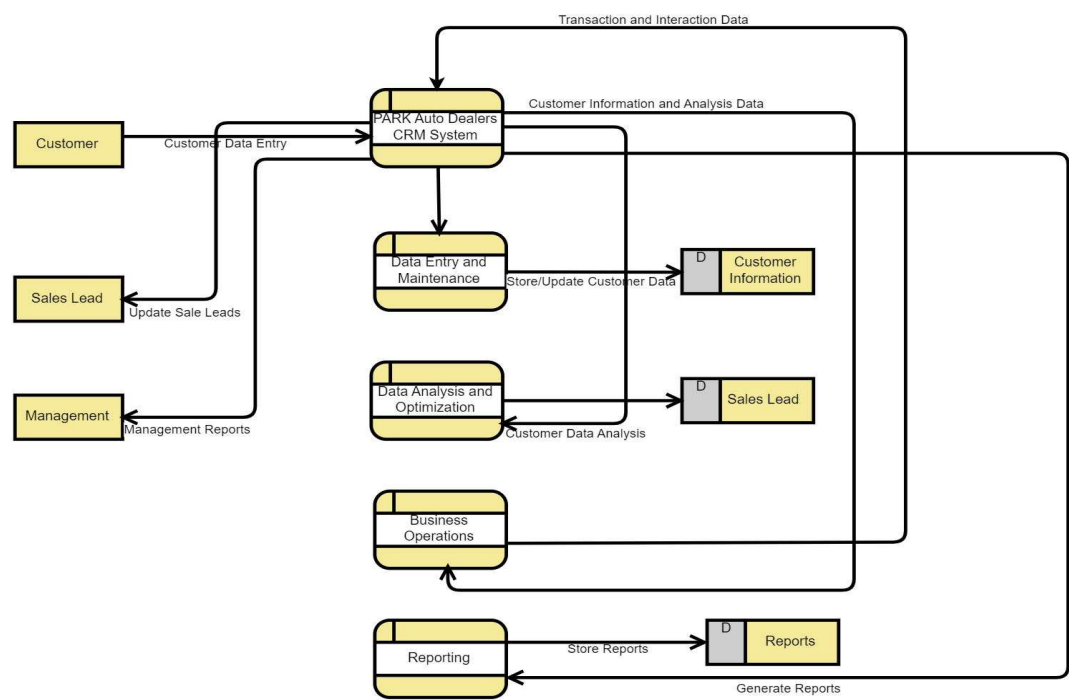 Transaction and Interaction Data
PARK Auto Dealers
CRM System
Customer Information and Analysis Data
Customer
Customer Data Entry
Data Entry and
Maintenance
Store/Update Customer Data
D
Customer
Information
Sales Lead
Update Sale Leads
Data Analysis and
Optimization
D
Sales Lead
Management
Management Reports
Customer Data Analysis
Business
Operations
Reporting
Store Reports
D
Reports
Generate Reports